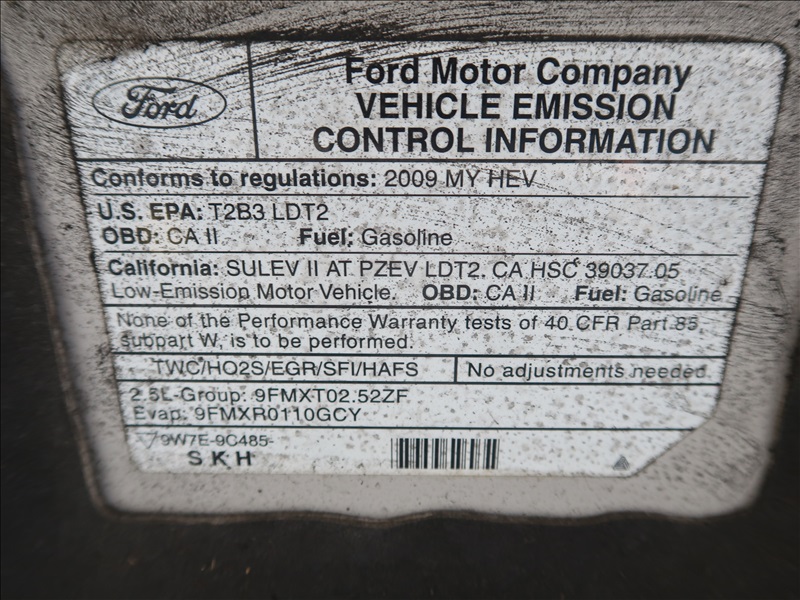 Ford
Ford Motor Company
VEHICLE EMISSION
CONTROL INFORMATION
Conforms to regulations: 2009 MY HEV
U.S. EPA: T2B3 LDT2
OBD: CA II Fuel: Gasoline
California: SULEV II AT PZEV LDT2. CA HSC 39037.05
Low-Emission Motor Vehicle. OBD: CA II Fuel: Gasoline
None of the Performance Warranty tests of 40 CFR Part 85,
subpart W, is to be performed.
TWC/HO2S/EGR/SFI/HAFS No adjustments needed.
2.5L-Group: 9FMXT02.52ZF
Evap: 9FMXR0110GCY
9W7E-9C485-
SKH